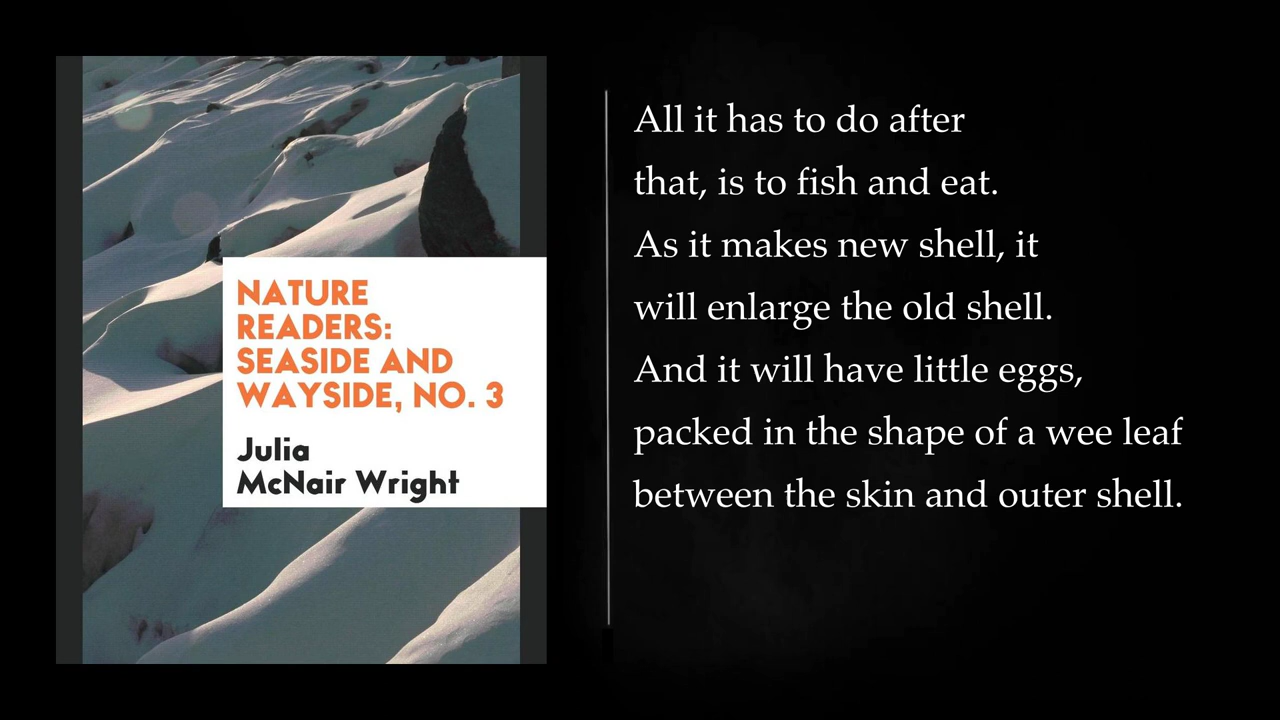 NATURE
READERS:
SEASIDE AND
WAYSIDE, NO. 3
Julia
McNair Wright
All it has to do after
that, is to fish and eat.
As it makes new shell, it
will enlarge the old shell.
And it will have little eggs,
packed in the shape of a wee leaf
between the skin and outer shell.